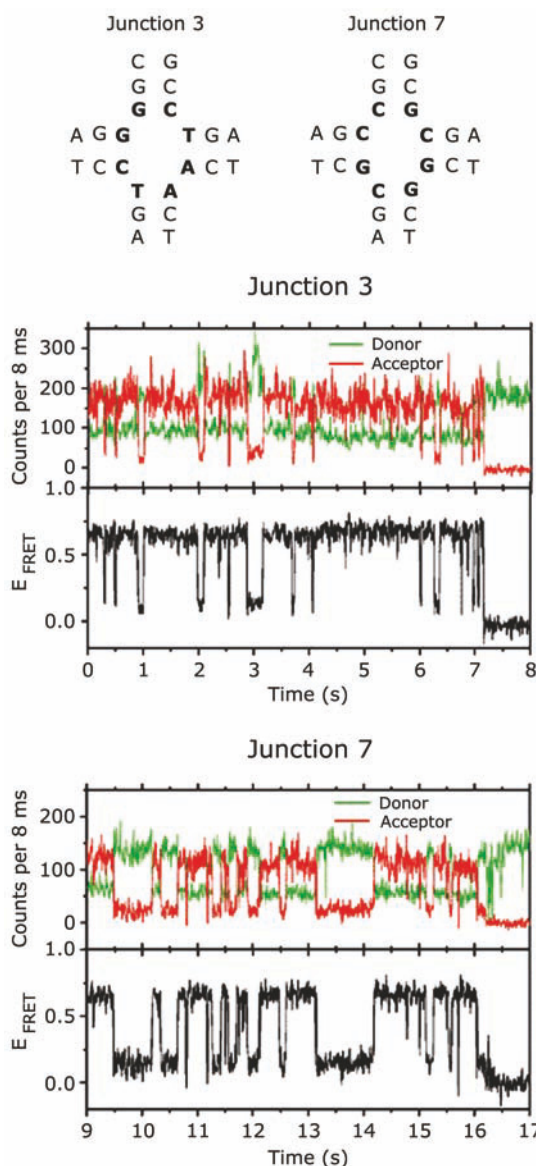 Junction 3
C G
G C
G C
A G G T G A
T C C A C T
T A
G C
A T
Junction 7
C G
G C
C G
A G C C G A
T C G G C T
C G
G C
A T
Junction 3
Counts per 8 ms
300
200
100
0
Donor
Acceptor
E FRET
1.0
0.5
0.0
0 1 2 3 4 5 6 7 8
Time (s)
Junction 7
Counts per 8 ms
200
100
0
Donor
Acceptor
E FRET
1.0
0.5
0.0
9 10 11 12 13 14 15 16 17
Time (s)